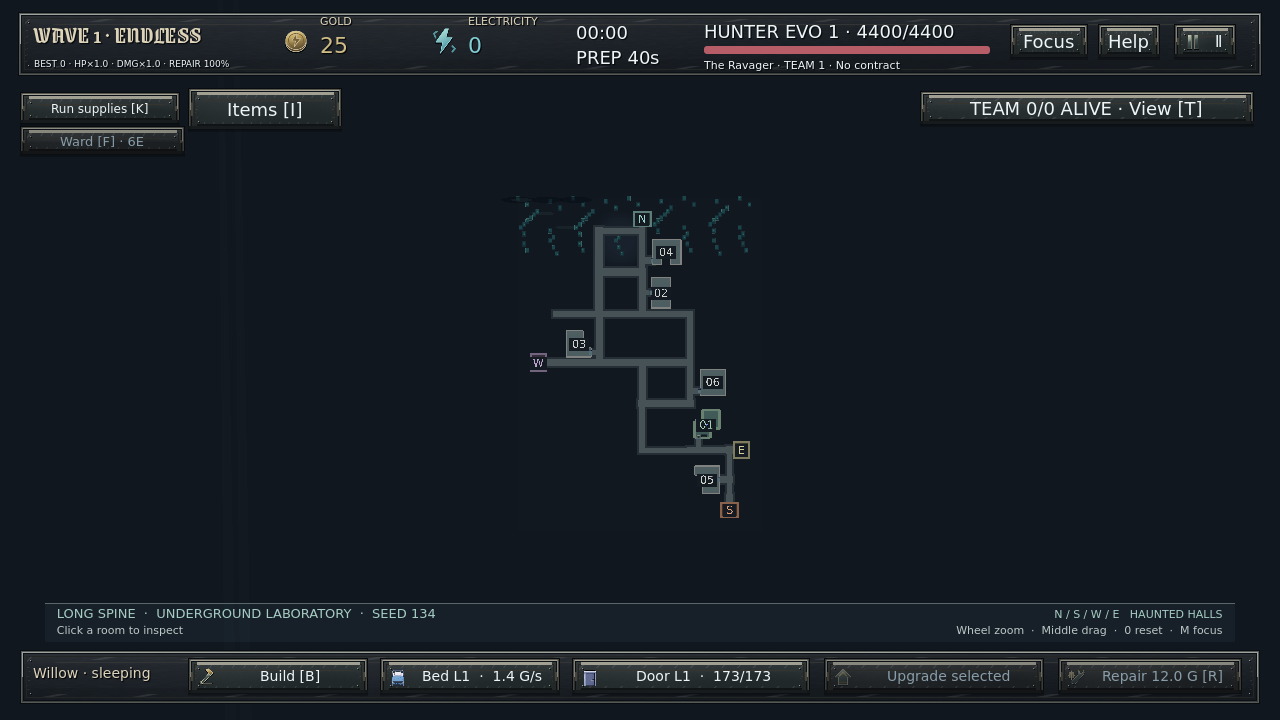 WAVE 1 · ENDLESS
BEST 0 · HP×1.0 · DMG×1.0 · REPAIR 100%
GOLD
25
ELECTRICITY
0
00:00
PREP 40s
HUNTER EVO 1 · 4400/4400
The Ravager · TEAM 1 · No contract
Focus
Help
II
Run supplies [K]
Items [I]
Ward [F] · 6E
TEAM 0/0 ALIVE · View [T]
N
04
02
03
W
06
01
E
05
S
LONG SPINE · UNDERGROUND LABORATORY · SEED 134
Click a room to inspect
N / S / W / E HAUNTED HALLS
Wheel zoom · Middle drag · 0 reset · M focus
Willow · sleeping
Build [B]
Bed L1 · 1.4 G/s
Door L1 · 173/173
Upgrade selected
Repair 12.0 G [R]